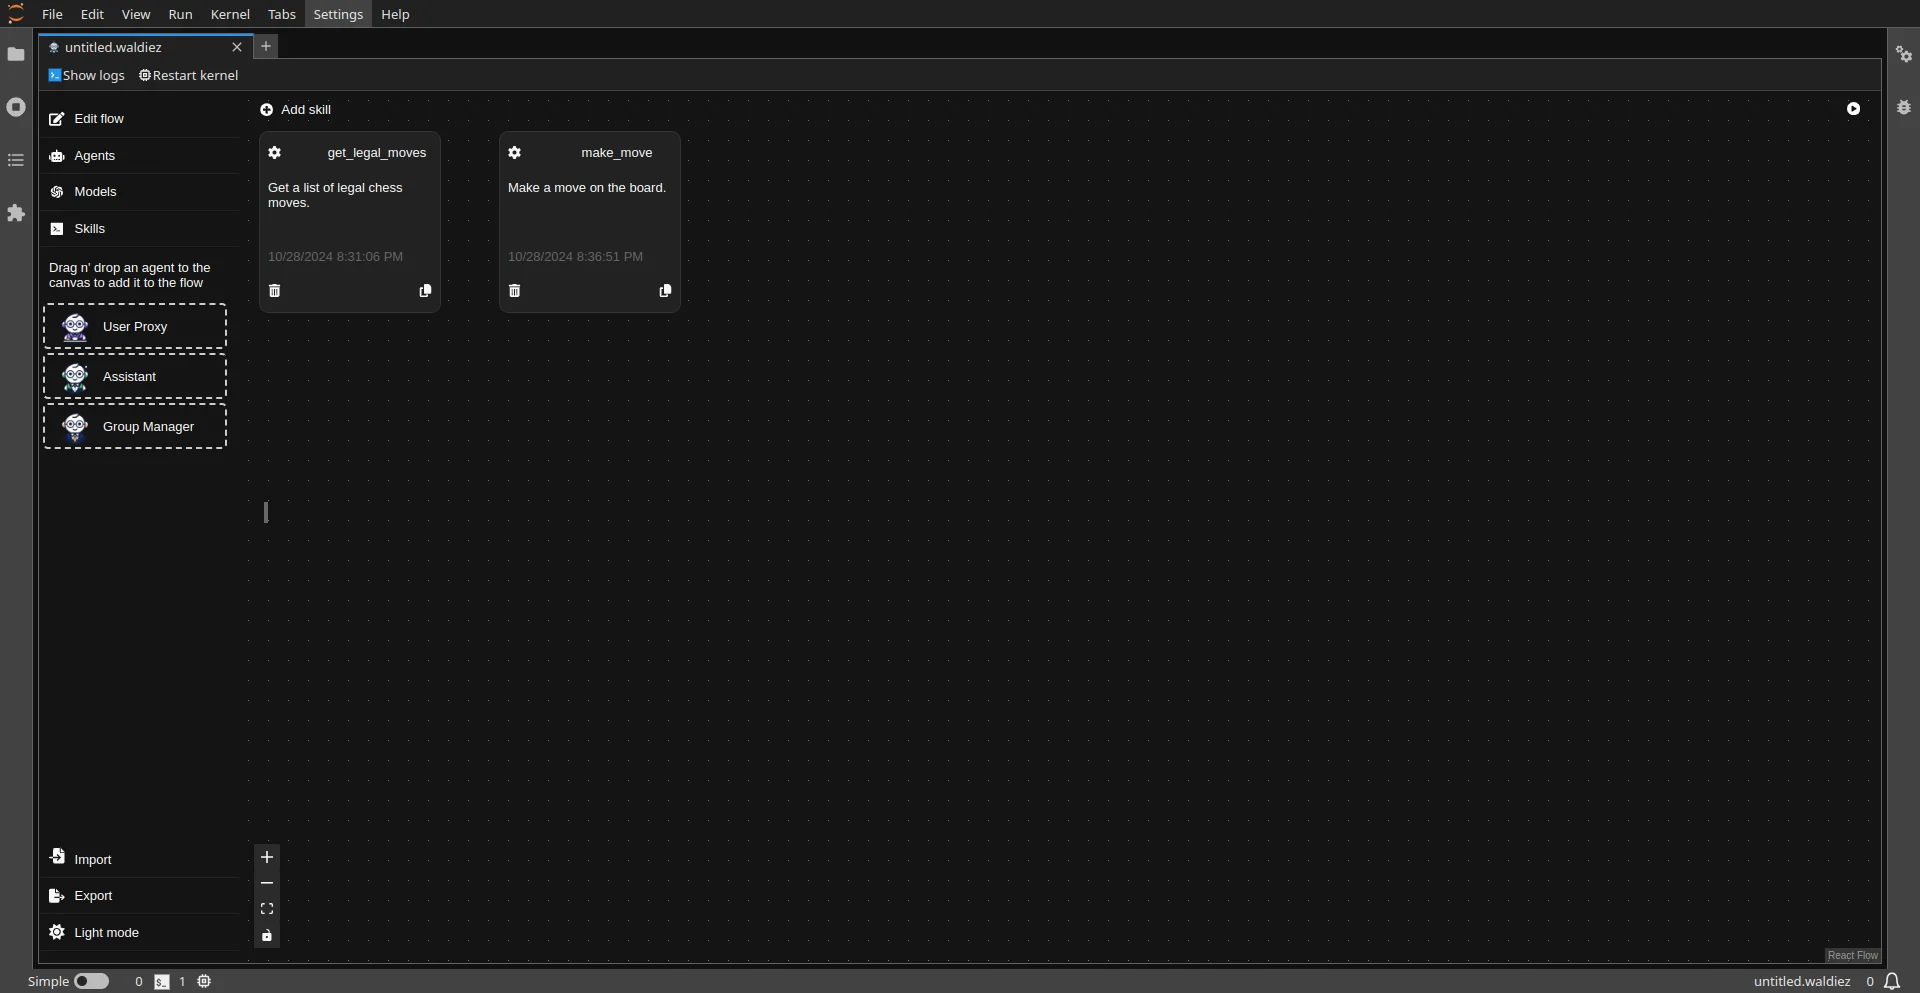 File Edit View Run Kernel Tabs Settings Help
untitled.waldiez
Show logs Restart kernel
Edit flow
Agents
Models
Skills
Drag n' drop an agent to the
canvas to add it to the flow
User Proxy
Assistant
Group Manager
Import
Export
Light mode
Add skill
get_legal_moves
Get a list of legal chess
moves.
10/28/2024 8:31:06 PM
make_move
Make a move on the board.
10/28/2024 8:36:51 PM
React Flow
Simple 0 $_ 1 untitled.waldiez 0